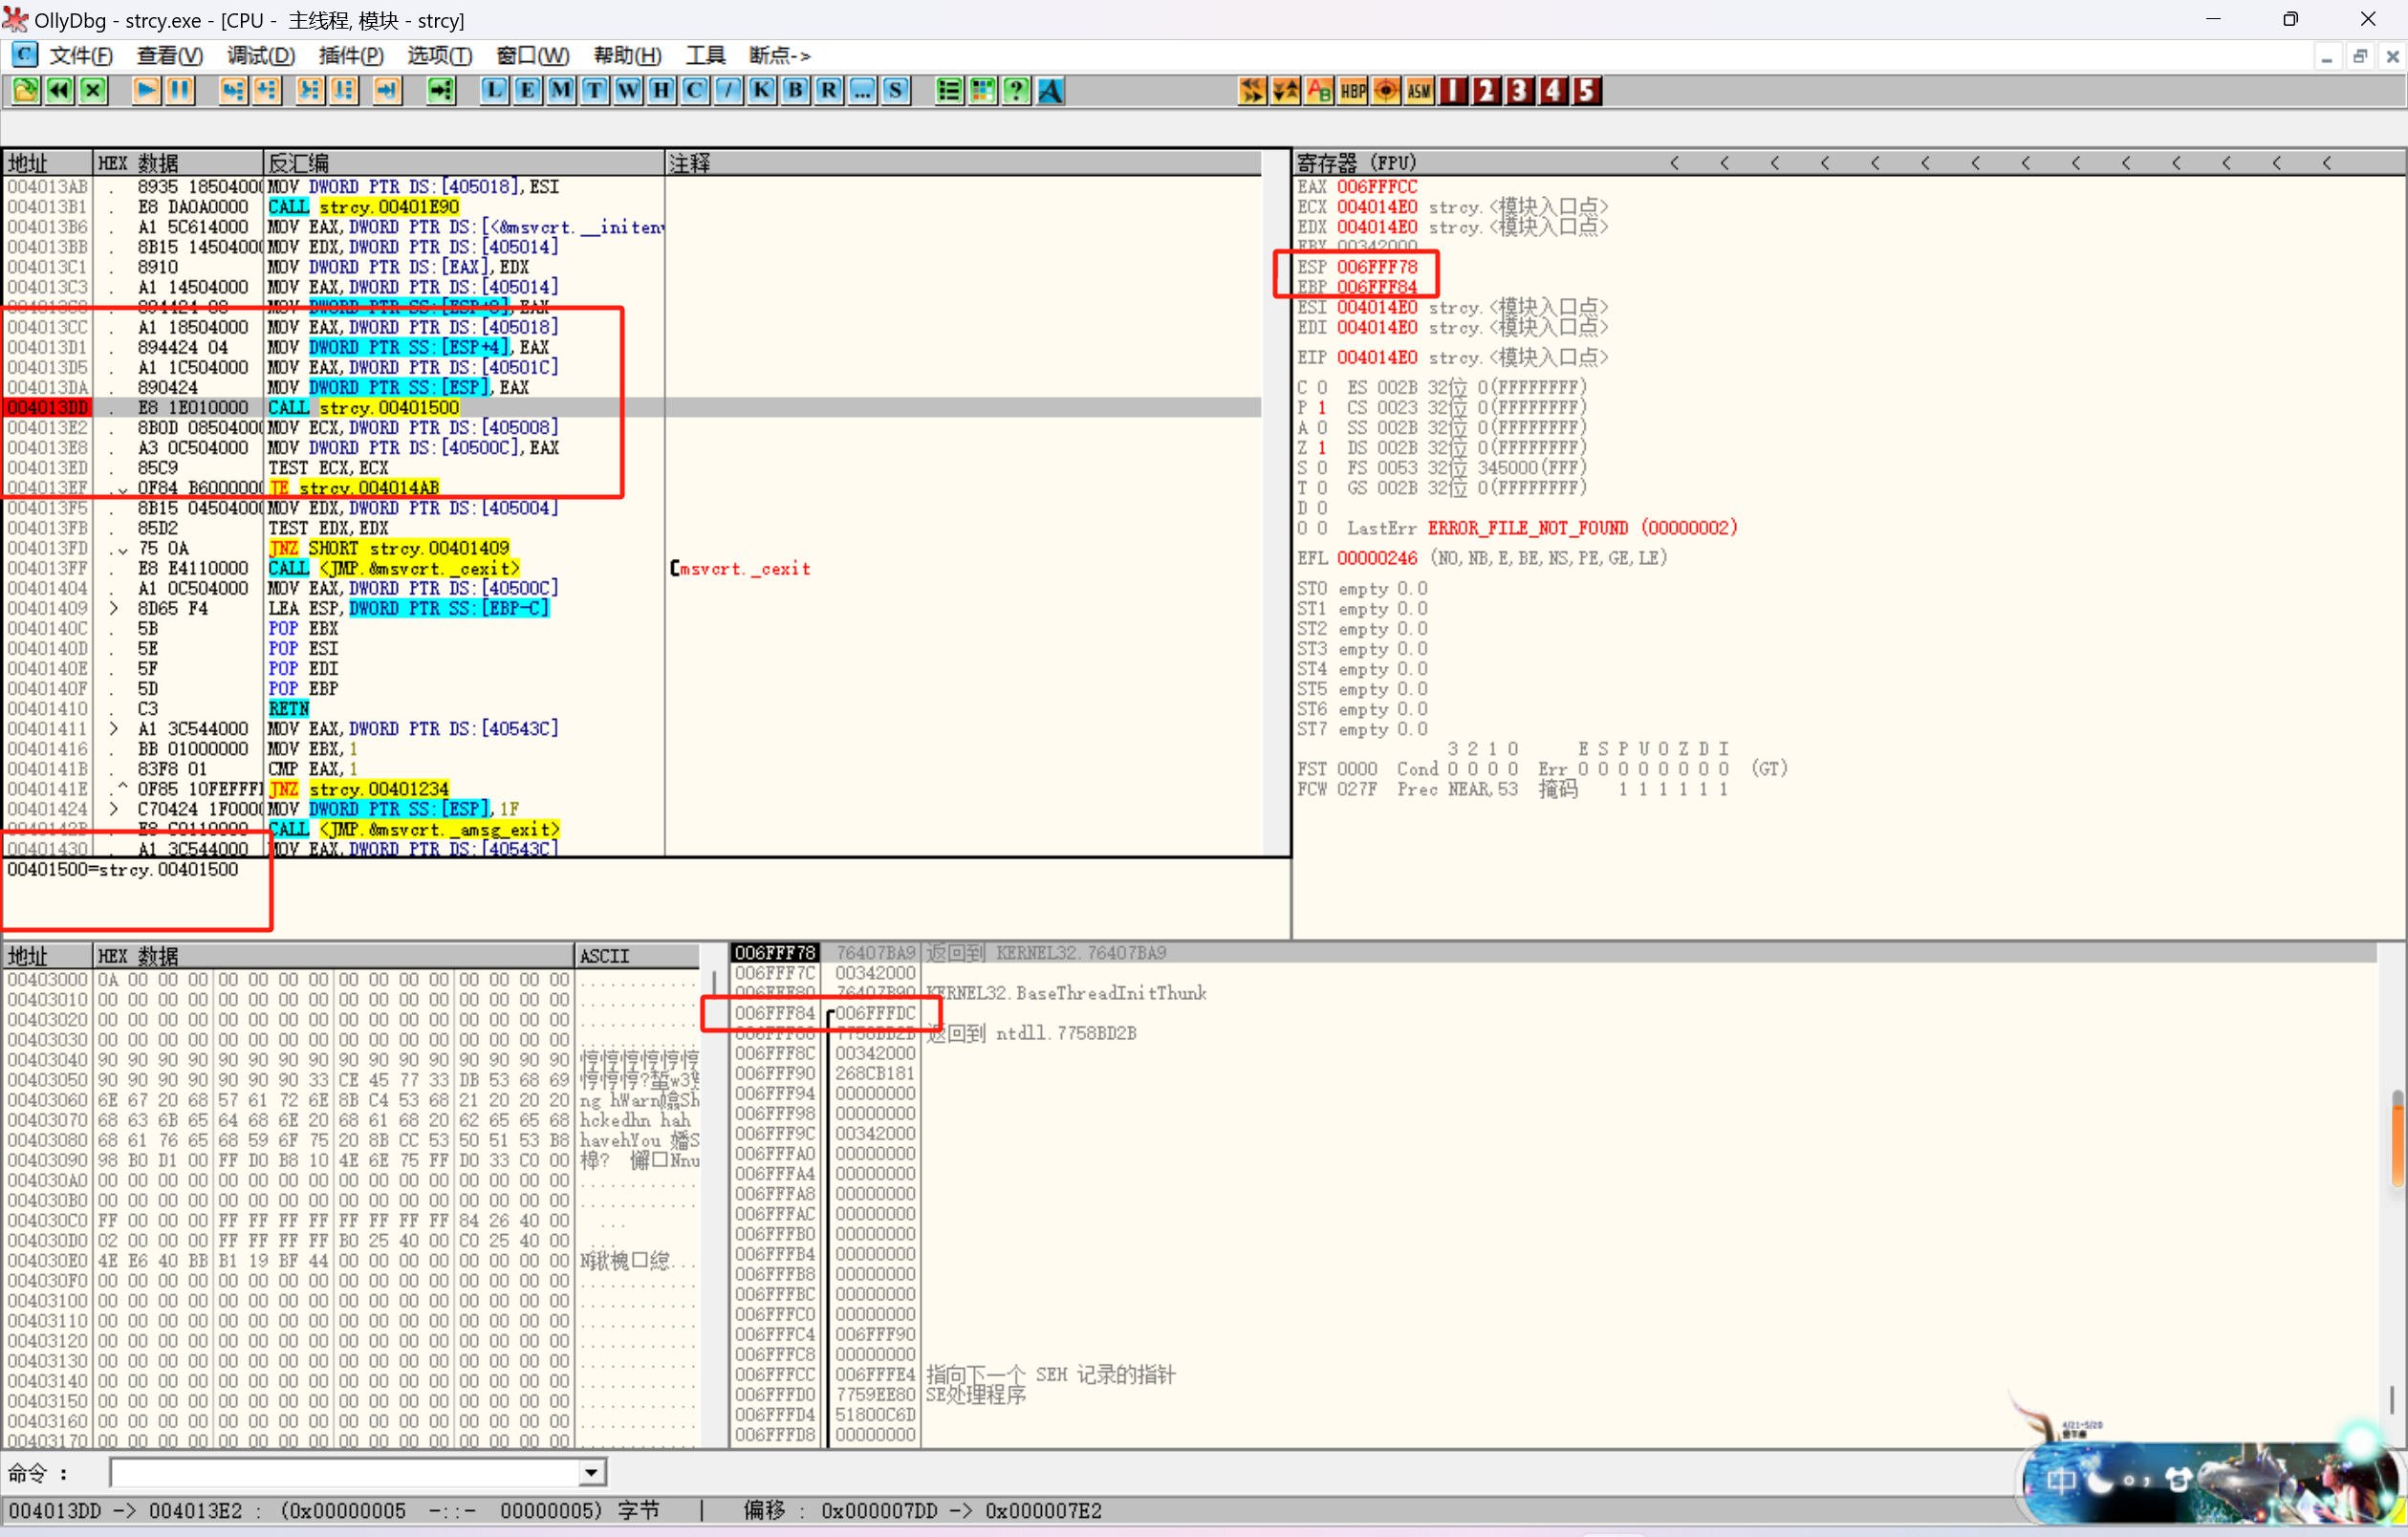 OllyDbg - strcy.exe - [CPU - 主线程, 模块 - strcy]
文件(F) 查看(V) 调试(D) 插件(P) 选项(T) 窗口(W) 帮助(H) 工具 断点->
L E M T W H C / K B R ... S ? A HBP ASM 1 2 3 4 5
地址 HEX 数据 反汇编 注释
004013AB . 8935 18504000 MOV DWORD PTR DS:[405018],ESI
004013B1 . E8 DA0A0000 CALL strcy.00401E90
004013B6 . A1 5C614000 MOV EAX,DWORD PTR DS:[<&msvcrt.__initen
004013BB . 8B15 14504000 MOV EDX,DWORD PTR DS:[405014]
004013C1 . 8910 MOV DWORD PTR DS:[EAX],EDX
004013C3 . A1 14504000 MOV EAX,DWORD PTR DS:[405014]
004013C8 . 894424 08 MOV DWORD PTR SS:[ESP+8],EAX
004013CC . A1 18504000 MOV EAX,DWORD PTR DS:[405018]
004013D1 . 894424 04 MOV DWORD PTR SS:[ESP+4],EAX
004013D5 . A1 1C504000 MOV EAX,DWORD PTR DS:[40501C]
004013DA . 890424 MOV DWORD PTR SS:[ESP],EAX
004013DD . E8 1E010000 CALL strcy.00401500
004013E2 . 8B0D 08504000 MOV ECX,DWORD PTR DS:[405008]
004013E8 . A3 0C504000 MOV DWORD PTR DS:[40500C],EAX
004013ED . 85C9 TEST ECX,ECX
004013EF . 0F84 B6000000 JE strcy.004014AB
004013F5 . 8B15 04504000 MOV EDX,DWORD PTR DS:[405004]
004013FB . 85D2 TEST EDX,EDX
004013FD . 75 0A JNZ SHORT strcy.00401409
004013FF . E8 E4110000 CALL <JMP.&msvcrt._cexit> [msvcrt._cexit
00401404 . A1 0C504000 MOV EAX,DWORD PTR DS:[40500C]
00401409 > 8D65 F4 LEA ESP,DWORD PTR SS:[EBP-C]
0040140C . 5B POP EBX
0040140D . 5E POP ESI
0040140E . 5F POP EDI
0040140F . 5D POP EBP
00401410 . C3 RETN
00401411 > A1 3C544000 MOV EAX,DWORD PTR DS:[40543C]
00401416 . BB 01000000 MOV EBX,1
0040141B . 83F8 01 CMP EAX,1
0040141E .^ 0F85 10FEFFF JNZ strcy.00401234
00401424 > C70424 1F000 MOV DWORD PTR SS:[ESP],1F
0040142B . E8 C0110000 CALL <JMP.&msvcrt._amsg_exit>
00401430 . A1 3C544000 MOV EAX,DWORD PTR DS:[40543C]
00401500=strcy.00401500
寄存器 (FPU) < < < < < < < < < < < < < <
EAX 006FFFCC
ECX 004014E0 strcy.<模块入口点>
EDX 004014E0 strcy.<模块入口点>
EBX 00342000
ESP 006FFF78
EBP 006FFF84
ESI 004014E0 strcy.<模块入口点>
EDI 004014E0 strcy.<模块入口点>
EIP 004014E0 strcy.<模块入口点>
C 0 ES 002B 32位 0(FFFFFFFF)
P 1 CS 0023 32位 0(FFFFFFFF)
A 0 SS 002B 32位 0(FFFFFFFF)
Z 1 DS 002B 32位 0(FFFFFFFF)
S 0 FS 0053 32位 345000(FFF)
T 0 GS 002B 32位 0(FFFFFFFF)
D 0
O 0 LastErr ERROR_FILE_NOT_FOUND (00000002)
EFL 00000246 (NO,NB,E,BE,NS,PE,GE,LE)
ST0 empty 0.0
ST1 empty 0.0
ST2 empty 0.0
ST3 empty 0.0
ST4 empty 0.0
ST5 empty 0.0
ST6 empty 0.0
ST7 empty 0.0
3 2 1 0 E S P U O Z D I
FST 0000 Cond 0 0 0 0 Err 0 0 0 0 0 0 0 0 (GT)
FCW 027F Prec NEAR,53 掩码 1 1 1 1 1 1
地址 HEX 数据 ASCII
00403000 0A 00 00 00 00 00 00 00 00 00 00 00 00 00 00 00
00403010 00 00 00 00 00 00 00 00 00 00 00 00 00 00 00 00
00403020 00 00 00 00 00 00 00 00 00 00 00 00 00 00 00 00
00403030 00 00 00 00 00 00 00 00 00 00 00 00 00 00 00 00
00403040 90 90 90 90 90 90 90 90 90 90 90 90 90 90 90 90
00403050 90 90 90 90 90 90 90 33 CE 45 77 33 DB 53 68 69
00403060 6E 67 20 68 57 61 72 6E 8B C4 53 68 21 20 20 20 ng hWarn
00403070 68 63 6B 65 64 68 6E 20 68 61 68 20 62 65 65 68 hckedhn hah
00403080 68 61 76 65 68 59 6F 75 20 8B CC 53 50 51 53 B8 havehYou
00403090 98 B0 D1 00 FF D0 B8 10 4E 6E 75 FF D0 33 C0 00
004030A0 00 00 00 00 00 00 00 00 00 00 00 00 00 00 00 00
004030B0 00 00 00 00 00 00 00 00 00 00 00 00 00 00 00 00
004030C0 FF 00 00 00 FF FF FF FF FF FF FF FF 84 26 40 00
004030D0 02 00 00 00 FF FF FF FF B0 25 40 00 C0 25 40 00
004030E0 4E E6 40 BB B1 19 BF 44 00 00 00 00 00 00 00 00
004030F0 00 00 00 00 00 00 00 00 00 00 00 00 00 00 00 00
00403100 00 00 00 00 00 00 00 00 00 00 00 00 00 00 00 00
00403110 00 00 00 00 00 00 00 00 00 00 00 00 00 00 00 00
00403120 00 00 00 00 00 00 00 00 00 00 00 00 00 00 00 00
00403130 00 00 00 00 00 00 00 00 00 00 00 00 00 00 00 00
00403140 00 00 00 00 00 00 00 00 00 00 00 00 00 00 00 00
00403150 00 00 00 00 00 00 00 00 00 00 00 00 00 00 00 00
00403160 00 00 00 00 00 00 00 00 00 00 00 00 00 00 00 00
00403170 00 00 00 00 00 00 00 00 00 00 00 00 00 00 00 00
006FFF78 76407BA9 返回到 KERNEL32.76407BA9
006FFF7C 00342000
006FFF80 76407B90 KERNEL32.BaseThreadInitThunk
006FFF84 006FFFDC
006FFF88 7758BD2B 返回到 ntdll.7758BD2B
006FFF8C 00342000
006FFF90 268CB181
006FFF94 00000000
006FFF98 00000000
006FFF9C 00342000
006FFFA0 00000000
006FFFA4 00000000
006FFFA8 00000000
006FFFAC 00000000
006FFFB0 00000000
006FFFB4 00000000
006FFFB8 00000000
006FFFBC 00000000
006FFFC0 00000000
006FFFC4 006FFF90
006FFFC8 00000000
006FFFCC 006FFFE4 指向下一个 SEH 记录的指针
006FFFD0 7759EE80 SE处理程序
006FFFD4 51800C6D
006FFFD8 00000000
4/21-5/20
中
命令 :
004013DD -> 004013E2 : (0x00000005 -::- 00000005) 字节 | 偏移 : 0x000007DD -> 0x000007E2